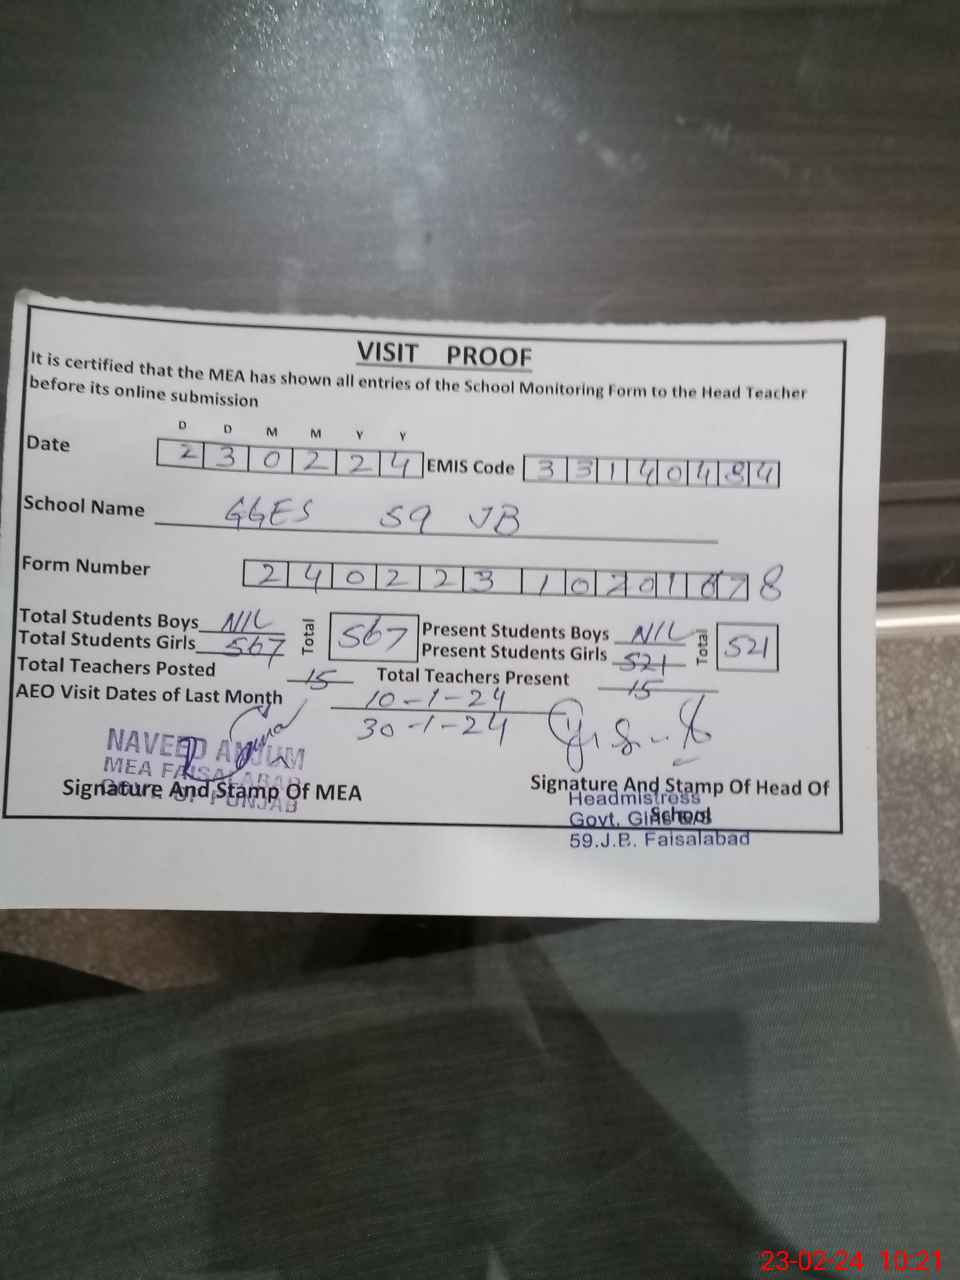 VISIT PROOF
It is certified that the MEA has shown all entries of the School Monitoring Form to the Head Teacher
before its online submission
D D M M Y Y
Date 2 3 0 2 2 4 EMIS Code 3 3 1 4 0 4 8 4
School Name GGES 59 JB
Form Number 2 4 0 2 2 3 1 0 2 0 1 8
Total Students Boys NIL Total 567 Present Students Boys NIL Total 521
Total Students Girls 567 Present Students Girls 521
Total Teachers Posted 15 Total Teachers Present 15
AEO Visit Dates of Last Month 10-1-24
30-1-24
NAVEED ANJUM
MEA FAISALABAD
GOVT. OF PUNJAB
Signature And Stamp Of MEA
Signature And Stamp Of Head Of
School
Headmistress
Govt. Girls E/S
59.J.B. Faisalabad
23-02-24 10:21